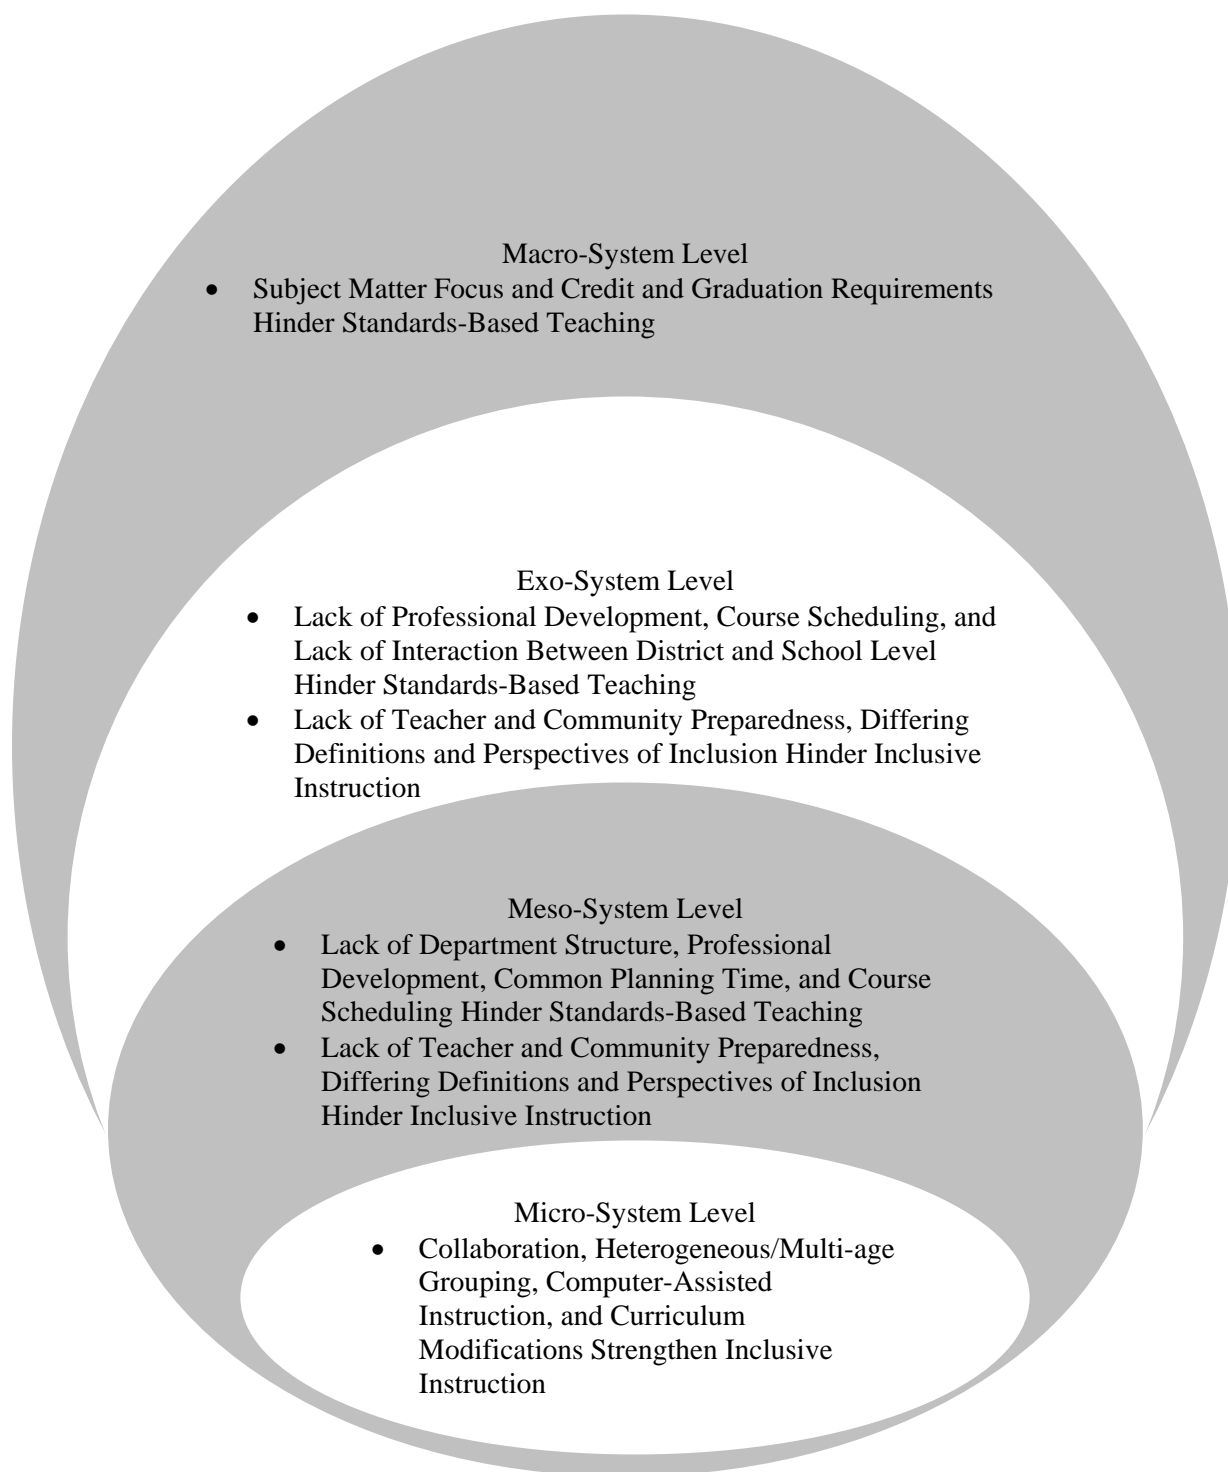 Macro-System Level
• Subject Matter Focus and Credit and Graduation Requirements
Hinder Standards-Based Teaching
Exo-System Level
• Lack of Professional Development, Course Scheduling, and
Lack of Interaction Between District and School Level
Hinder Standards-Based Teaching
• Lack of Teacher and Community Preparedness, Differing
Definitions and Perspectives of Inclusion Hinder Inclusive
Instruction
Meso-System Level
• Lack of Department Structure, Professional
Development, Common Planning Time, and Course
Scheduling Hinder Standards-Based Teaching
• Lack of Teacher and Community Preparedness,
Differing Definitions and Perspectives of Inclusion
Hinder Inclusive Instruction
Micro-System Level
• Collaboration, Heterogeneous/Multi-age
Grouping, Computer-Assisted
Instruction, and Curriculum
Modifications Strengthen Inclusive
Instruction